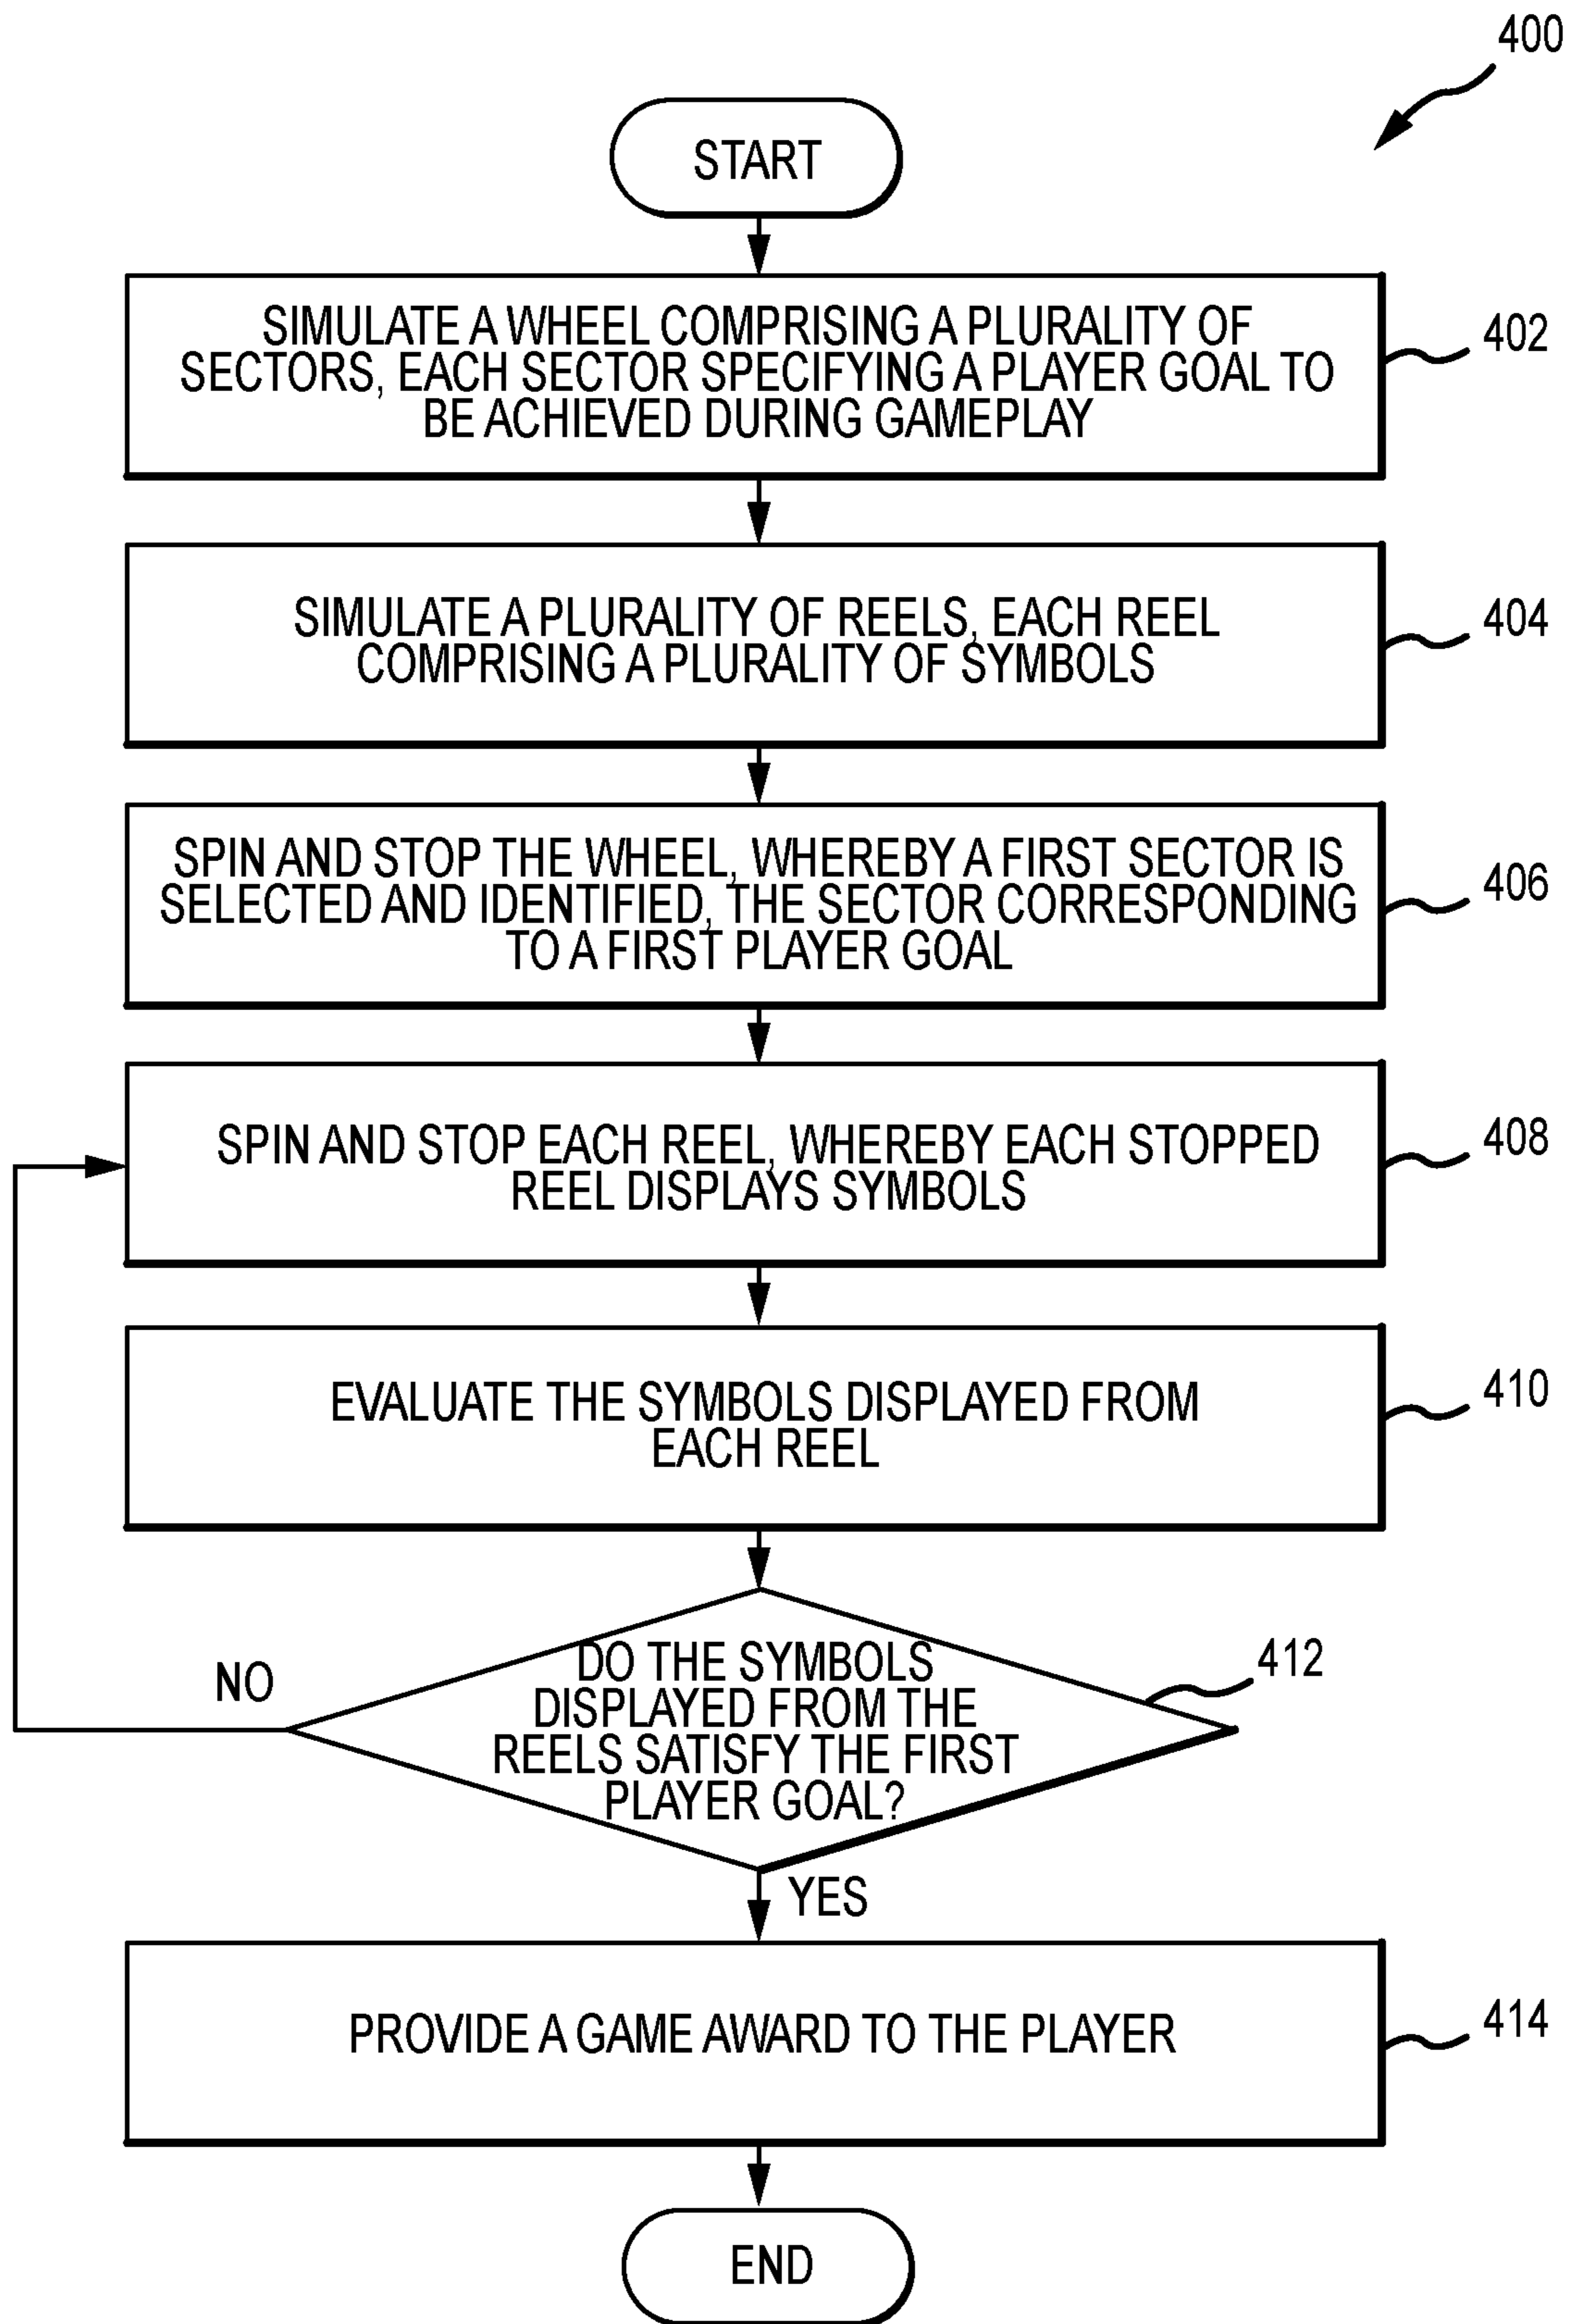 400
START
SIMULATE A WHEEL COMPRISING A PLURALITY OF
SECTORS, EACH SECTOR SPECIFYING A PLAYER GOAL TO
BE ACHIEVED DURING GAMEPLAY
402
SIMULATE A PLURALITY OF REELS, EACH REEL
COMPRISING A PLURALITY OF SYMBOLS
404
SPIN AND STOP THE WHEEL, WHEREBY A FIRST SECTOR IS
SELECTED AND IDENTIFIED, THE SECTOR CORRESPONDING
TO A FIRST PLAYER GOAL
406
SPIN AND STOP EACH REEL, WHEREBY EACH STOPPED
REEL DISPLAYS SYMBOLS
408
EVALUATE THE SYMBOLS DISPLAYED FROM
EACH REEL
410
DO THE SYMBOLS
DISPLAYED FROM THE
REELS SATISFY THE FIRST
PLAYER GOAL?
412
NO
YES
PROVIDE A GAME AWARD TO THE PLAYER
414
END